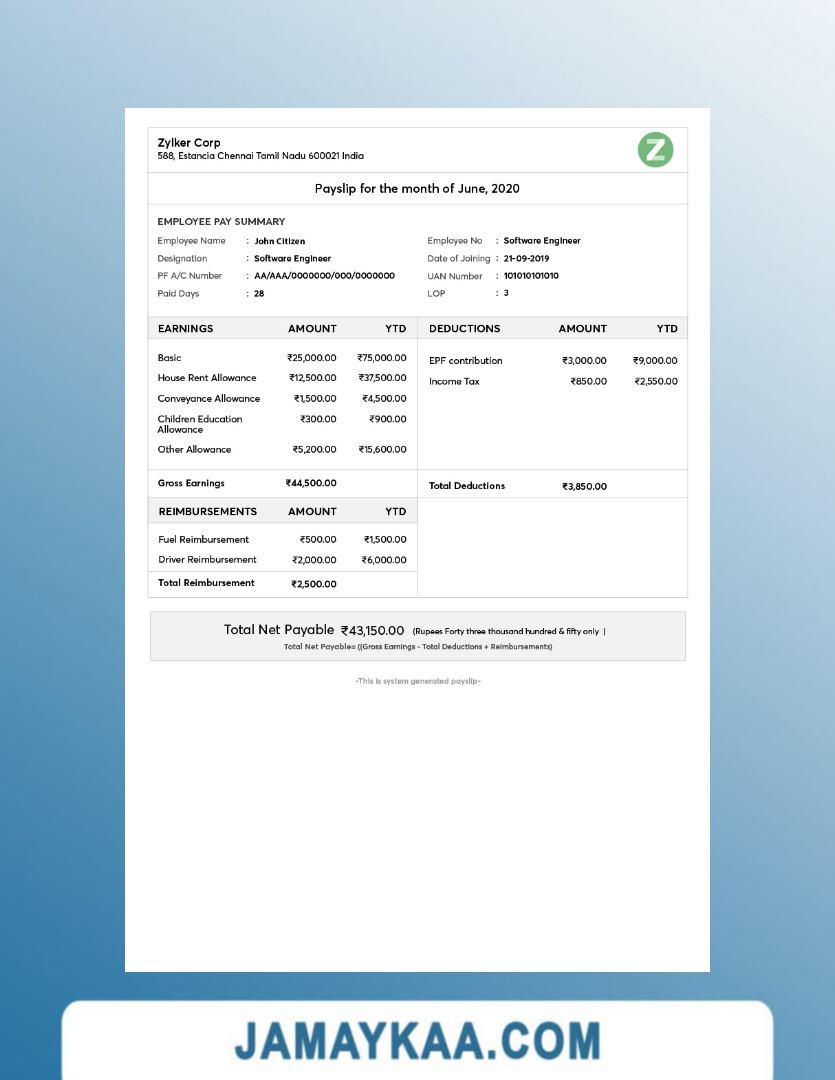 Zylker Corp
588, Estancia Chennai Tamil Nadu 600021 India
Z
Payslip for the month of June, 2020
EMPLOYEE PAY SUMMARY
Employee Name : John Citizen Employee No : Software Engineer
Designation : Software Engineer Date of Joining : 21-09-2019
PF A/C Number : AA/AAA/0000000/000/0000000 UAN Number : 101010101010
Paid Days : 28 LOP : 3
EARNINGS AMOUNT YTD DEDUCTIONS AMOUNT YTD
Basic ₹25,000.00 ₹75,000.00 EPF contribution ₹3,000.00 ₹9,000.00
House Rent Allowance ₹12,500.00 ₹37,500.00 Income Tax ₹850.00 ₹2,550.00
Conveyance Allowance ₹1,500.00 ₹4,500.00
Children Education ₹300.00 ₹900.00
Allowance
Other Allowance ₹5,200.00 ₹15,600.00
Gross Earnings ₹44,500.00 Total Deductions ₹3,850.00
REIMBURSEMENTS AMOUNT YTD
Fuel Reimbursement ₹500.00 ₹1,500.00
Driver Reimbursement ₹2,000.00 ₹6,000.00
Total Reimbursement ₹2,500.00
Total Net Payable ₹43,150.00 (Rupees Forty three thousand hundred & fifty only )
Total Net Payable= ((Gross Earnings - Total Deductions + Reimbursements)
-This is system generated payslip-
JAMAYKAA.COM